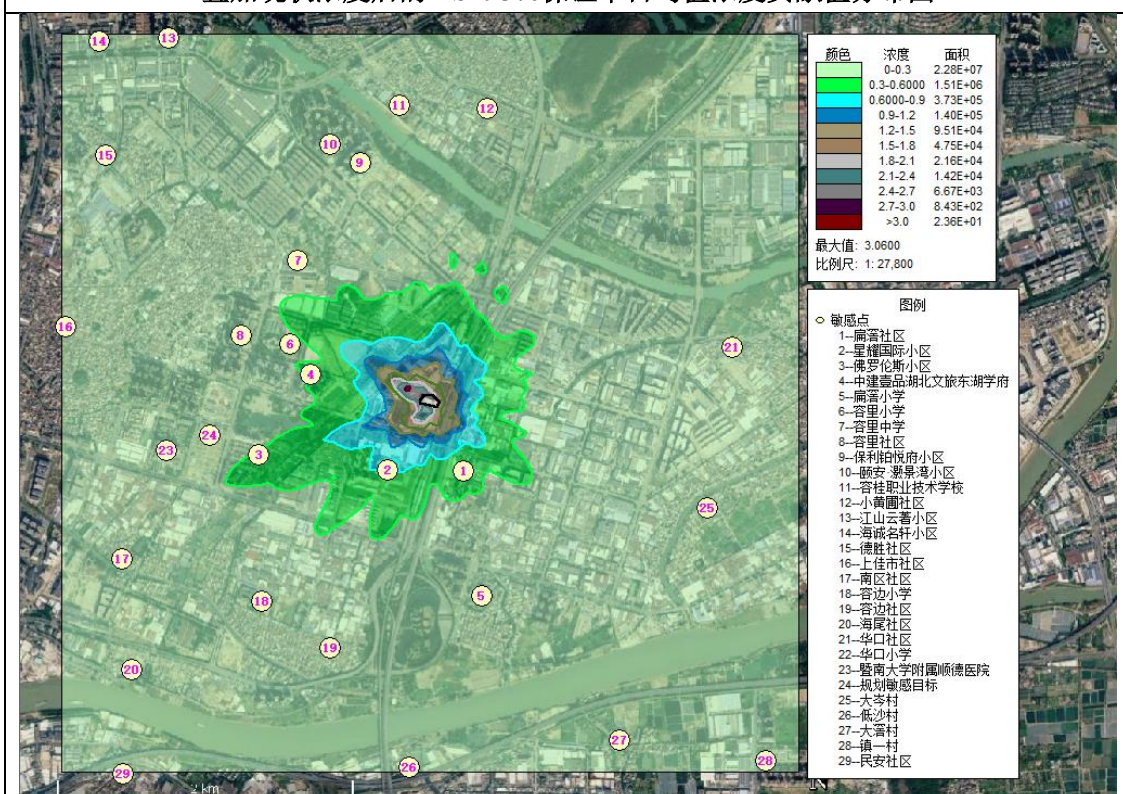 颜色 浓度 面积
0-0.3 2.28E+07
0.3-0.6000 1.51E+06
0.6000-0.9 3.73E+05
0.9-1.2 1.40E+05
1.2-1.5 9.51E+04
1.5-1.8 4.75E+04
1.8-2.1 2.16E+04
2.1-2.4 1.42E+04
2.4-2.7 6.67E+03
2.7-3.0 8.43E+02
>3.0 2.36E+01
最大值: 3.0600
比例尺: 1: 27,800
图例
敏感点
1--扁滘社区
2--星耀国际小区
3--佛罗伦斯小区
4--中建壹品湖北文旅东湖学府
5--扁滘小学
6--容里小学
7--容里中学
8--容里社区
9--保利铂悦府小区
10--颐安·灏景湾小区
11--容桂职业技术学校
12--小黄圃社区
13--江山云著小区
14--海诚名轩小区
15--德胜社区
16--上佳市社区
17--南区社区
18--容边小学
19--容边社区
20--海尾社区
21--华口社区
22--华口小学
23--暨南大学附属顺德医院
24--规划敏感目标
25--大岑村
26--低沙村
27--大滘村
28--镇一村
29--民安社区
14
13
11
12
10
15
9
7
16
8
6
21
4
24
23
3
2
1
25
17
5
18
19
20
27
28
26
29
2 km
N